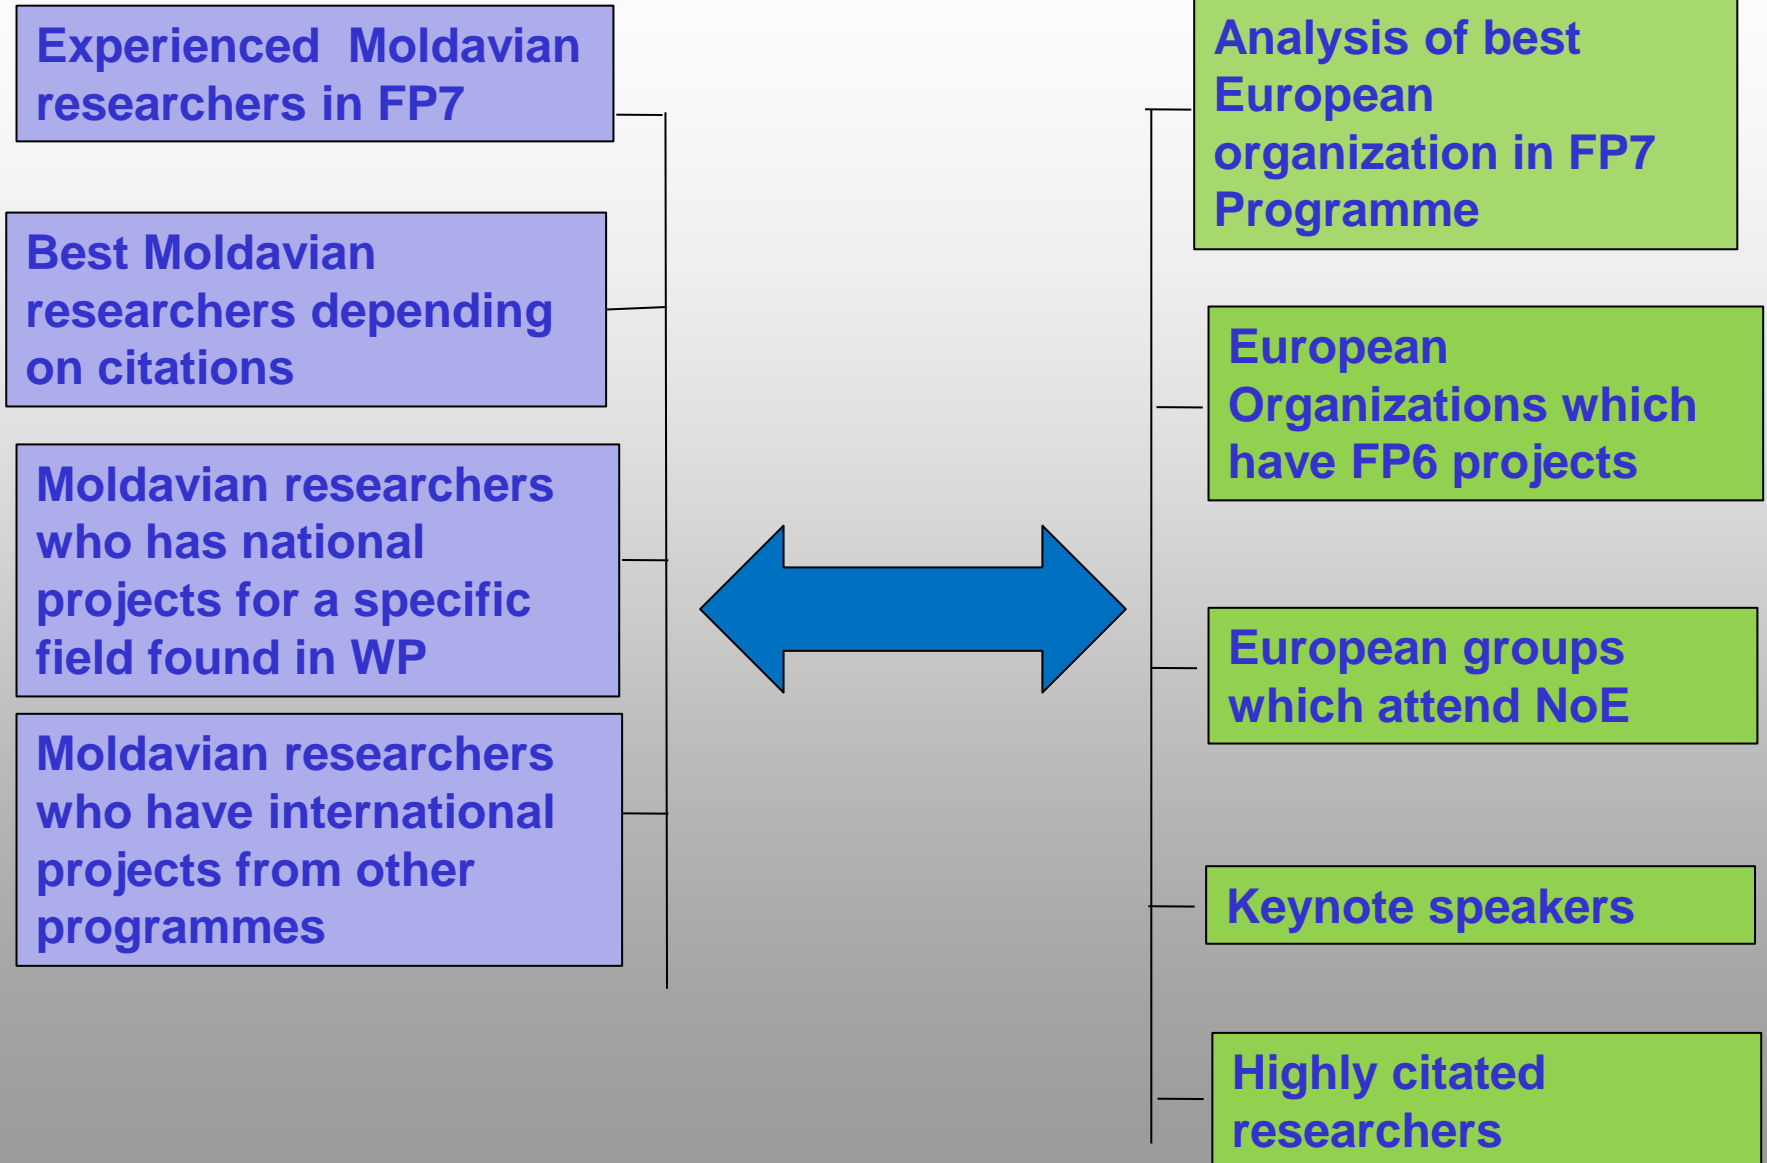 Experienced  Moldavian
researchers in FP7
Best Moldavian
researchers depending
on citations
Moldavian researchers
who has national
projects for a specific
field found in WP
Moldavian researchers
who have international
projects from other
programmes
Analysis of best
European
organization in FP7
Programme
European
Organizations which
have FP6 projects
European groups
which attend NoE
Keynote speakers
Highly citated
researchers